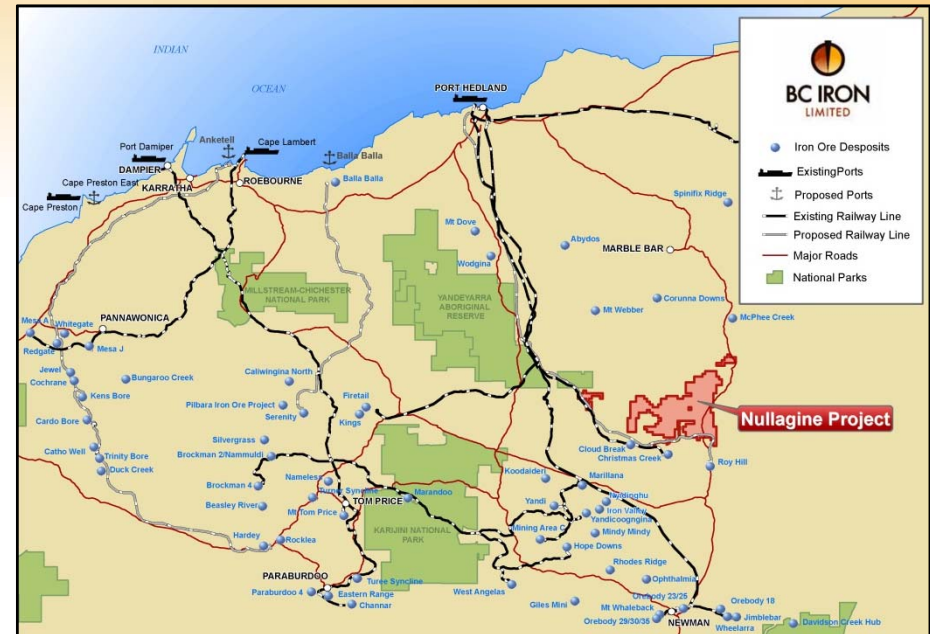 INDIAN
OCEAN
BC IRON
LIMITED
Iron Ore Desposits
ExistingPorts
Proposed Ports
Existing Railway Line
Proposed Railway Line
Major Roads
National Parks
PORT HEDLAND
Port Damiper
DAMPIER
Anketell
Cape Lambert
Balla Balla
Cape Preston East
KARRATHA
ROEBOURNE
Balla Balla
Cape Preston
Spinifix Ridge
Mt Dove
Abydos
MARBLE BAR
Wodgina
MILLSTREAM-CHICHESTER
NATIONAL PARK
YANDEYARRA
ABORIGINAL
RESERVE
Corunna Downs
Mt Webber
McPhee Creek
Mesa A
Whitegate
PANNAWONICA
Redgate
Mesa J
Jewel
Cochrane
Bungaroo Creek
Caliwingina North
Kens Bore
Pilbara Iron Ore Project
Serenity
Firetail
Kings
Nullagine Project
Cardo Bore
Silvergrass
Cloud Break
Christmas Creek
Catho Well
Trinity Bore
Duck Creek
Brockman 2/Nammuldi
Roy Hill
Koodaideri
Marillana
Brockman 4
Nameless
Turner Syncline
Marandoo
Nyidinghu
TOM PRICE
Beasley River
Mt Tom Price
Yandi
Iron Valley
Yandicoogngina
Mining Area C
Mindy Mindy
KARIJINI NATIONAL
PARK
Hardey
Rocklea
Hope Downs
Rhodes Ridge
PARABURDOO
Turee Syncline
Ophthalmia
Paraburdoo 4
Eastern Range
Channar
West Angelas
Giles Mini
Orebody 23/25
Orebody 18
Mt Whaleback
Jimblebar
Orebody 29/30/35
NEWMAN
Wheelarra
Davidson Creek Hub